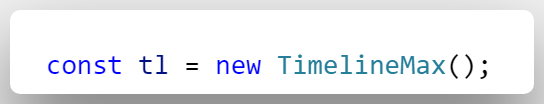 const tl = new TimelineMax();